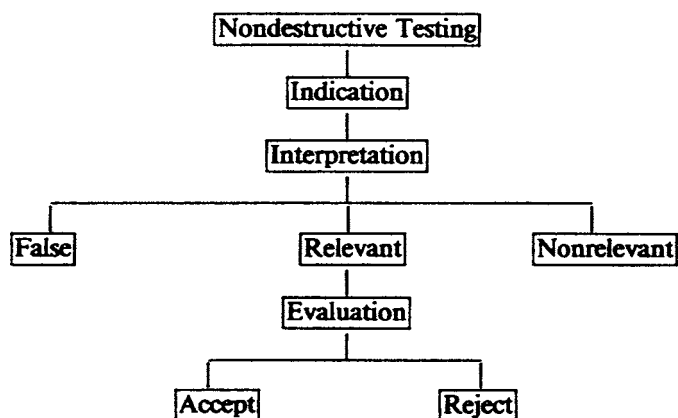 Nondestructive Testing
Indication
Interpretation
False Relevant Nonrelevant
Evaluation
Accept Reject